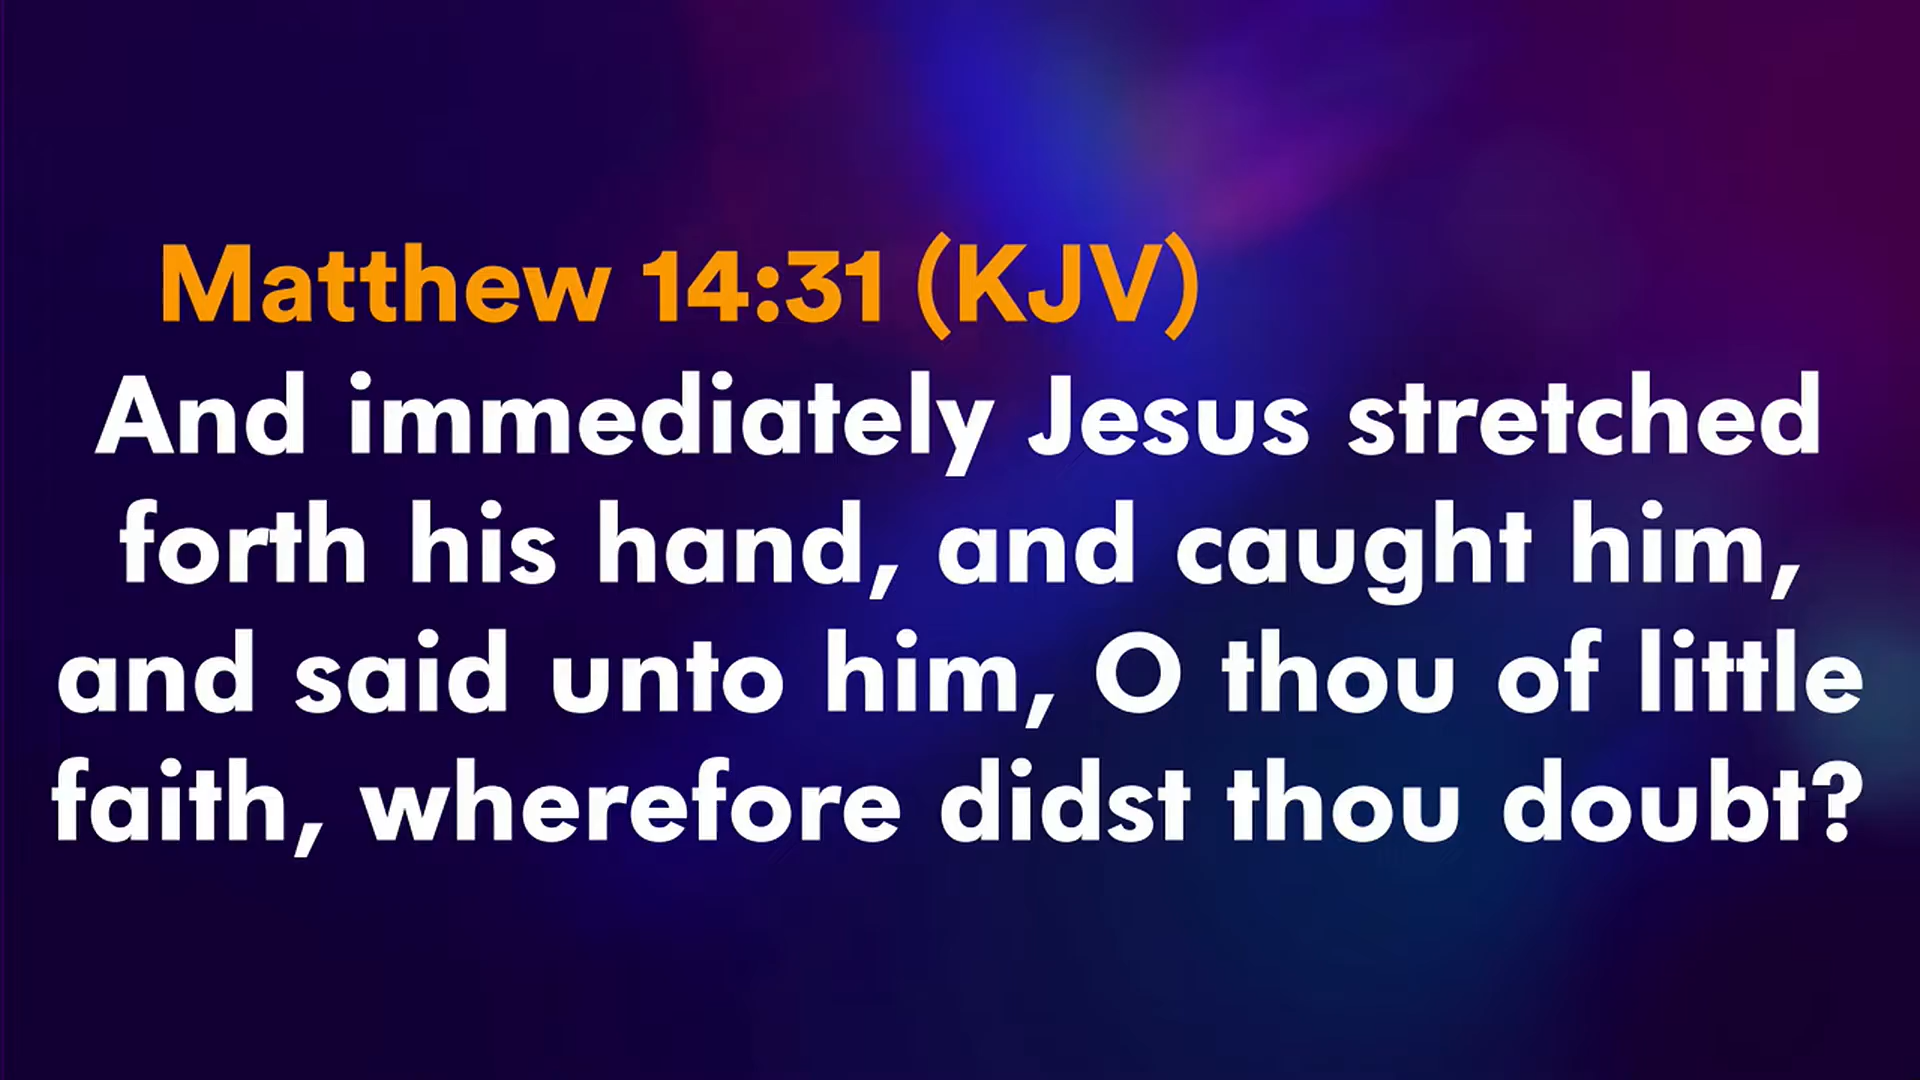 Matthew 14:31 (KJV)
And immediately Jesus stretched
forth his hand, and caught him,
and said unto him, O thou of little
faith, wherefore didst thou doubt?